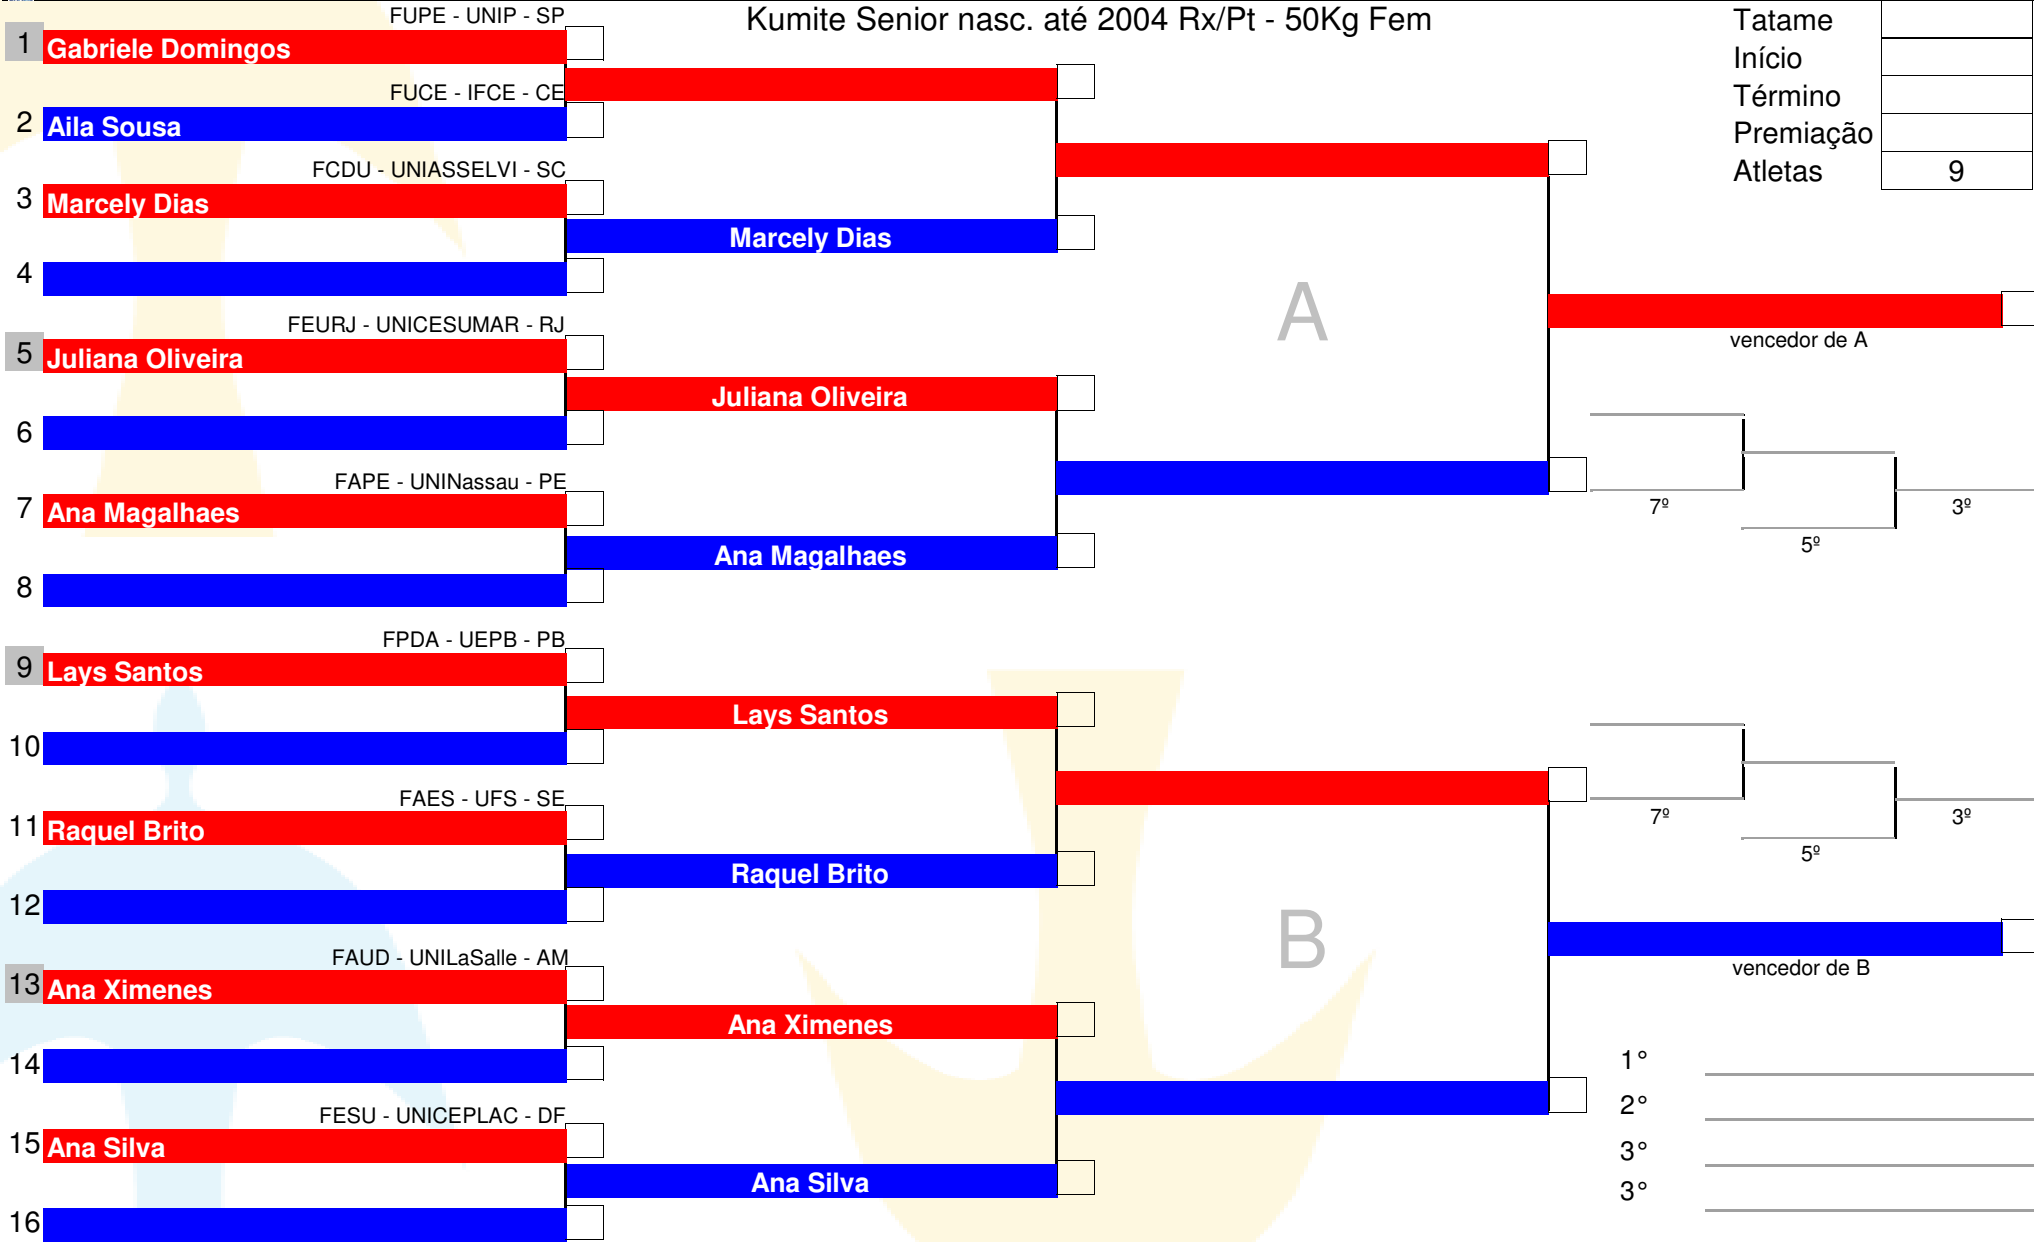 Kumite Senior nasc. até 2004 Rx/Pt - 50Kg Fem
Tatame
Início
Término
Premiação
Atletas 9
FUPE - UNIP - SP
1 Gabriele Domingos
FUCE - IFCE - CE
2 Aila Sousa
FCDU - UNIASSELVI - SC
3 Marcely Dias
Marcely Dias
4
A
FEURJ - UNICESUMAR - RJ
5 Juliana Oliveira
vencedor de A
Juliana Oliveira
6
FAPE - UNINassau - PE
7 Ana Magalhaes
7º 3º
5º
Ana Magalhaes
8
FPDA - UEPB - PB
9 Lays Santos
Lays Santos
10
FAES - UFS - SE
11 Raquel Brito
7º 3º
5º
Raquel Brito
12
B
FAUD - UNILaSalle - AM
13 Ana Ximenes
vencedor de B
Ana Ximenes
14
1°
2°
FESU - UNICEPLAC - DF
15 Ana Silva
3°
Ana Silva
3°
16